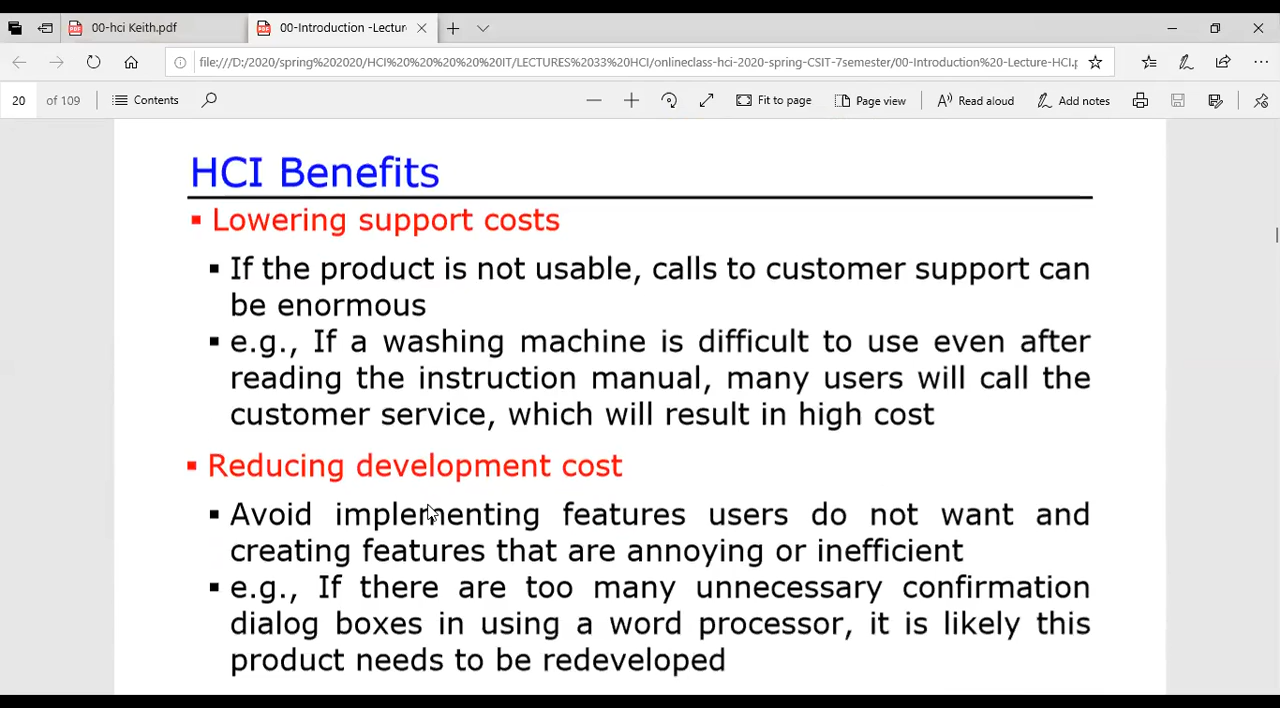 00-hci Keith.pdf
00-Introduction -Lectur
file:///D:/2020/spring%202020/HCI%20%20%20%20%20IT/LECTURES%2033%20HCI/onlineclass-hci-2020-spring-CSIT-7semester/00-Introduction%20-Lecture-HCI.p
20 of 109 Contents Fit to page Page view Read aloud Add notes
HCI Benefits
▪ Lowering support costs
▪ If the product is not usable, calls to customer support can
be enormous
▪ e.g., If a washing machine is difficult to use even after
reading the instruction manual, many users will call the
customer service, which will result in high cost
▪ Reducing development cost
▪ Avoid implementing features users do not want and
creating features that are annoying or inefficient
▪ e.g., If there are too many unnecessary confirmation
dialog boxes in using a word processor, it is likely this
product needs to be redeveloped